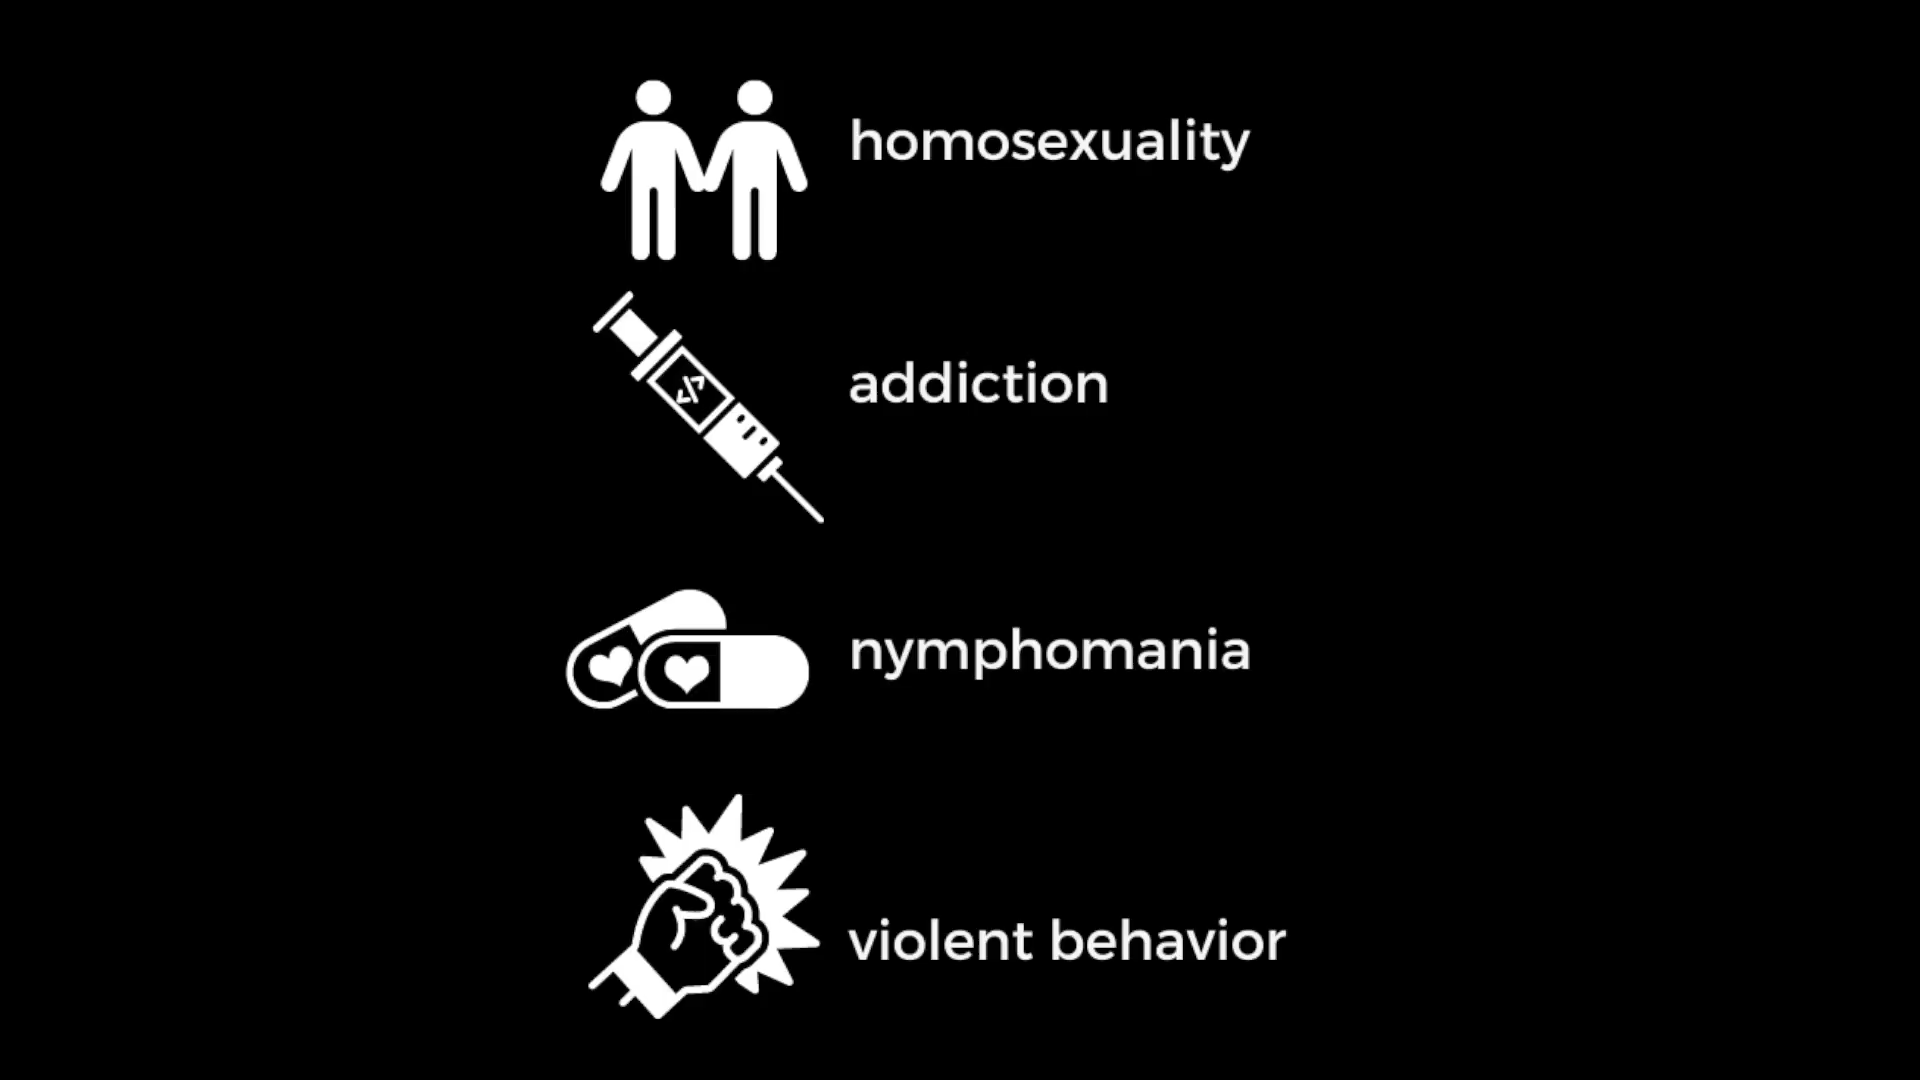 homosexuality
addiction
nymphomania
violent behavior